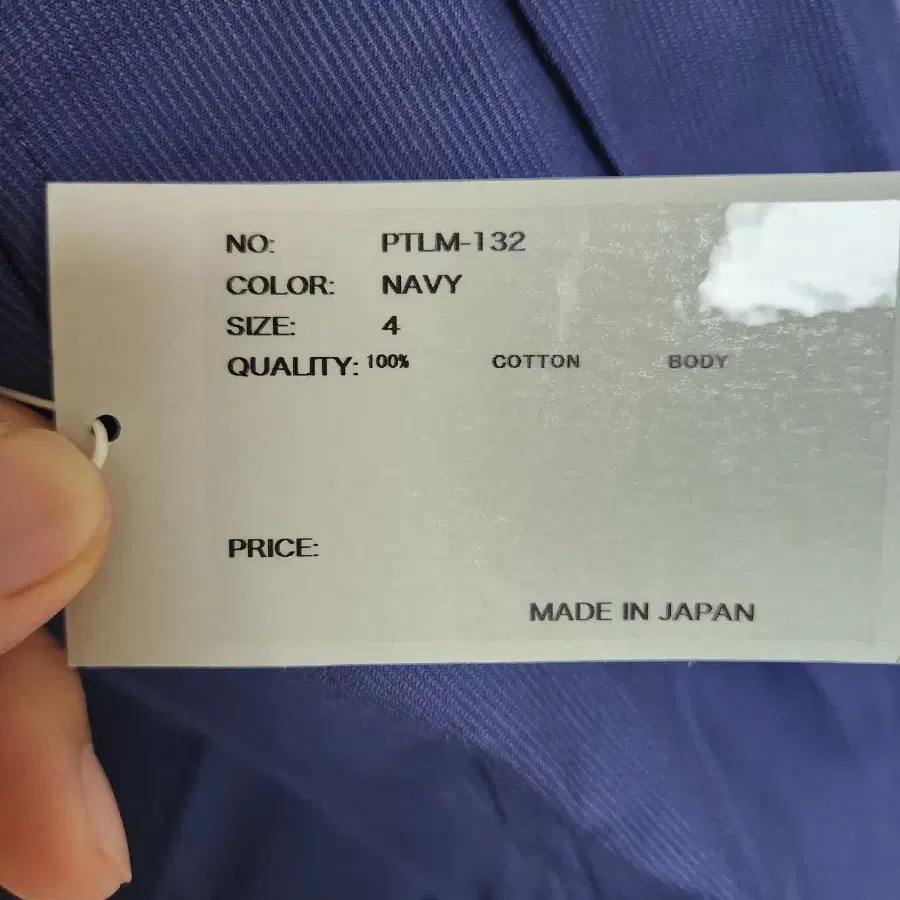 NO: PTLM-132
COLOR: NAVY
SIZE: 4
QUALITY: 100% COTTON BODY
PRICE:
MADE IN JAPAN